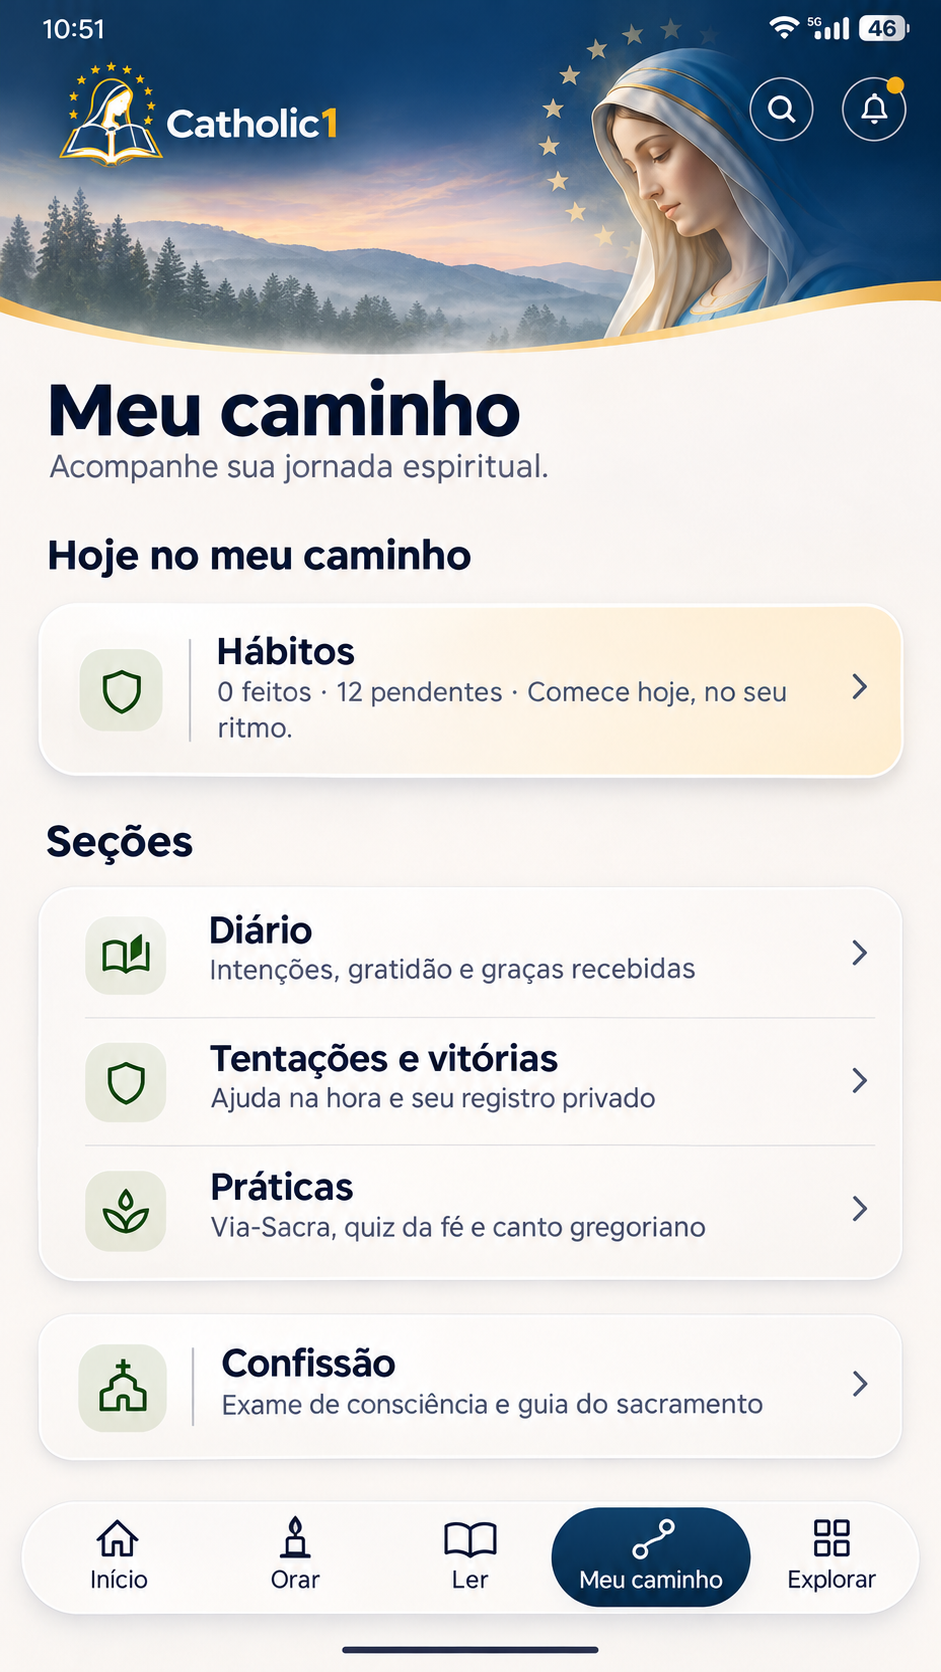 10:51
5G
46
Catholic1
Meu caminho
Acompanhe sua jornada espiritual.
Hoje no meu caminho
Hábitos
0 feitos · 12 pendentes · Comece hoje, no seu
ritmo.
Seções
Diário
Intenções, gratidão e graças recebidas
Tentações e vitórias
Ajuda na hora e seu registro privado
Práticas
Via-Sacra, quiz da fé e canto gregoriano
Confissão
Exame de consciência e guia do sacramento
Início
Orar
Ler
Meu caminho
Explorar